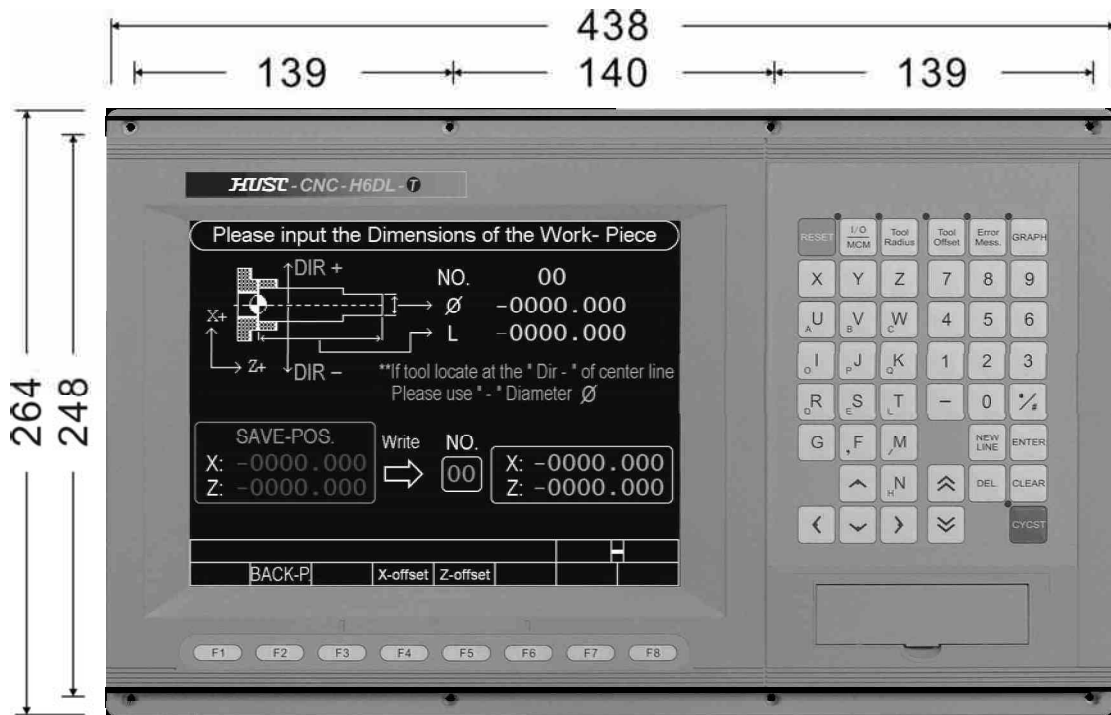 438
139 140 139
264
248
HUST-CNC-H6DL-T
Please input the Dimensions of the Work- Piece
DIR +
NO. 00
Ø -0000.000
L -0000.000
X+
Z+
DIR -
**If tool locate at the " Dir - " of center line
Please use " - " Diameter Ø
SAVE-POS.
X: -0000.000
Z: -0000.000
Write
NO.
00
X: -0000.000
Z: -0000.000
BACK-P. X-offset Z-offset
F1 F2 F3 F4 F5 F6 F7 F8
RESET I/O MCM Tool Radius Tool Offset Error Mess. GRAPH
X Y Z 7 8 9
A U B V C W 4 5 6
O I P J Q K 1 2 3
D R E S L T - 0 */#
G , F / M NEW LINE ENTER
H N DEL. CLEAR
CYCST